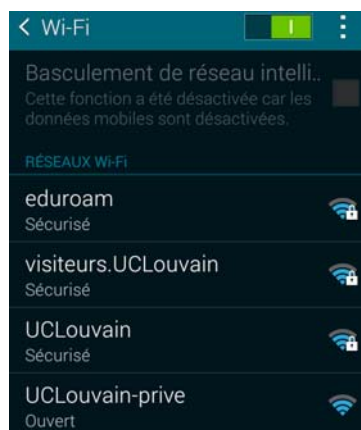 Wi-Fi
Basculement de réseau intelli..
Cette fonction a été désactivée car les
données mobiles sont désactivées.
RÉSEAUX Wi-Fi
eduroam
Sécurisé
visiteurs.UCLouvain
Sécurisé
UCLouvain
Sécurisé
UCLouvain-prive
Ouvert